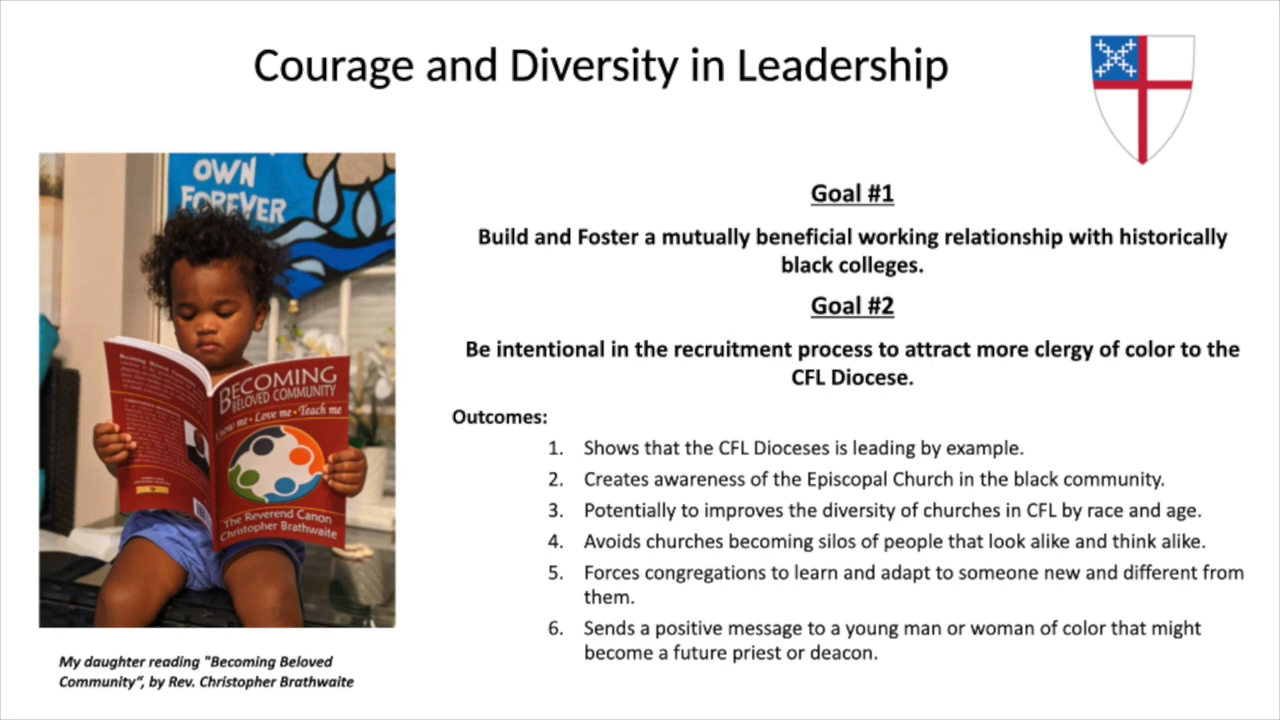 Courage and Diversity in Leadership
OWN
FOREVER
BECOMING
BELOVED COMMUNITY
Know me • Love me • Teach me
The Reverend Canon
Christopher Brathwaite
My daughter reading "Becoming Beloved
Community", by Rev. Christopher Brathwaite
Goal #1
Build and Foster a mutually beneficial working relationship with historically
black colleges.
Goal #2
Be intentional in the recruitment process to attract more clergy of color to the
CFL Diocese.
Outcomes:
1. Shows that the CFL Dioceses is leading by example.
2. Creates awareness of the Episcopal Church in the black community.
3. Potentially to improves the diversity of churches in CFL by race and age.
4. Avoids churches becoming silos of people that look alike and think alike.
5. Forces congregations to learn and adapt to someone new and different from
them.
6. Sends a positive message to a young man or woman of color that might
become a future priest or deacon.